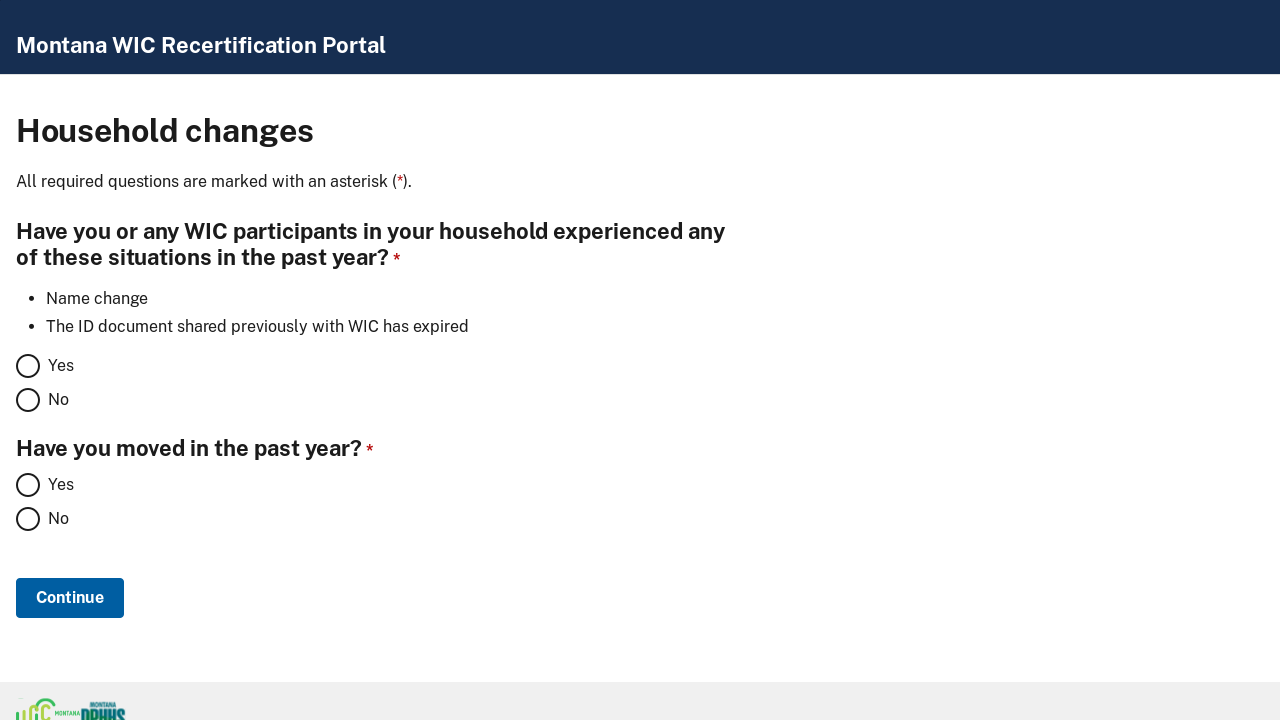 Montana WIC Recertification Portal
Household changes
All required questions are marked with an asterisk (*).
Have you or any WIC participants in your household experienced any
of these situations in the past year? *
• Name change
• The ID document shared previously with WIC has expired
Yes
No
Have you moved in the past year? *
Yes
No
Continue
WIC MONTANA MONTANA
DPHHS